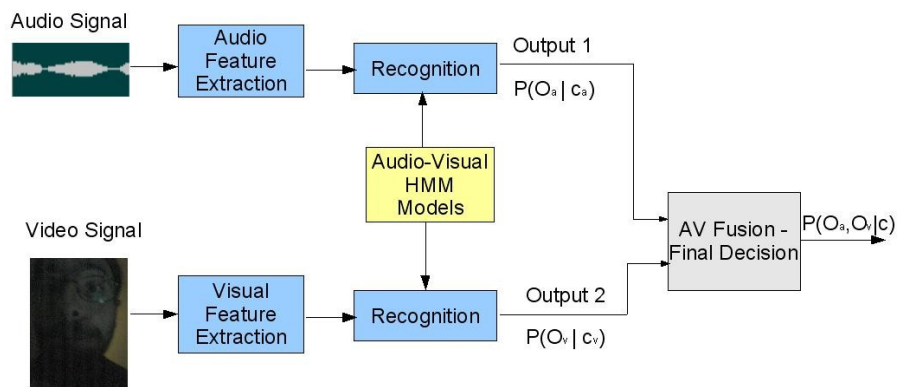 Audio Signal
Audio
Feature
Extraction
Recognition
Output 1
P(Oₐ | cₐ)
Audio-Visual
HMM
Models
Video Signal
Visual
Feature
Extraction
Recognition
Output 2
P(Oᵥ | cᵥ)
AV Fusion -
Final Decision
P(Oₐ,Oᵥ|c)